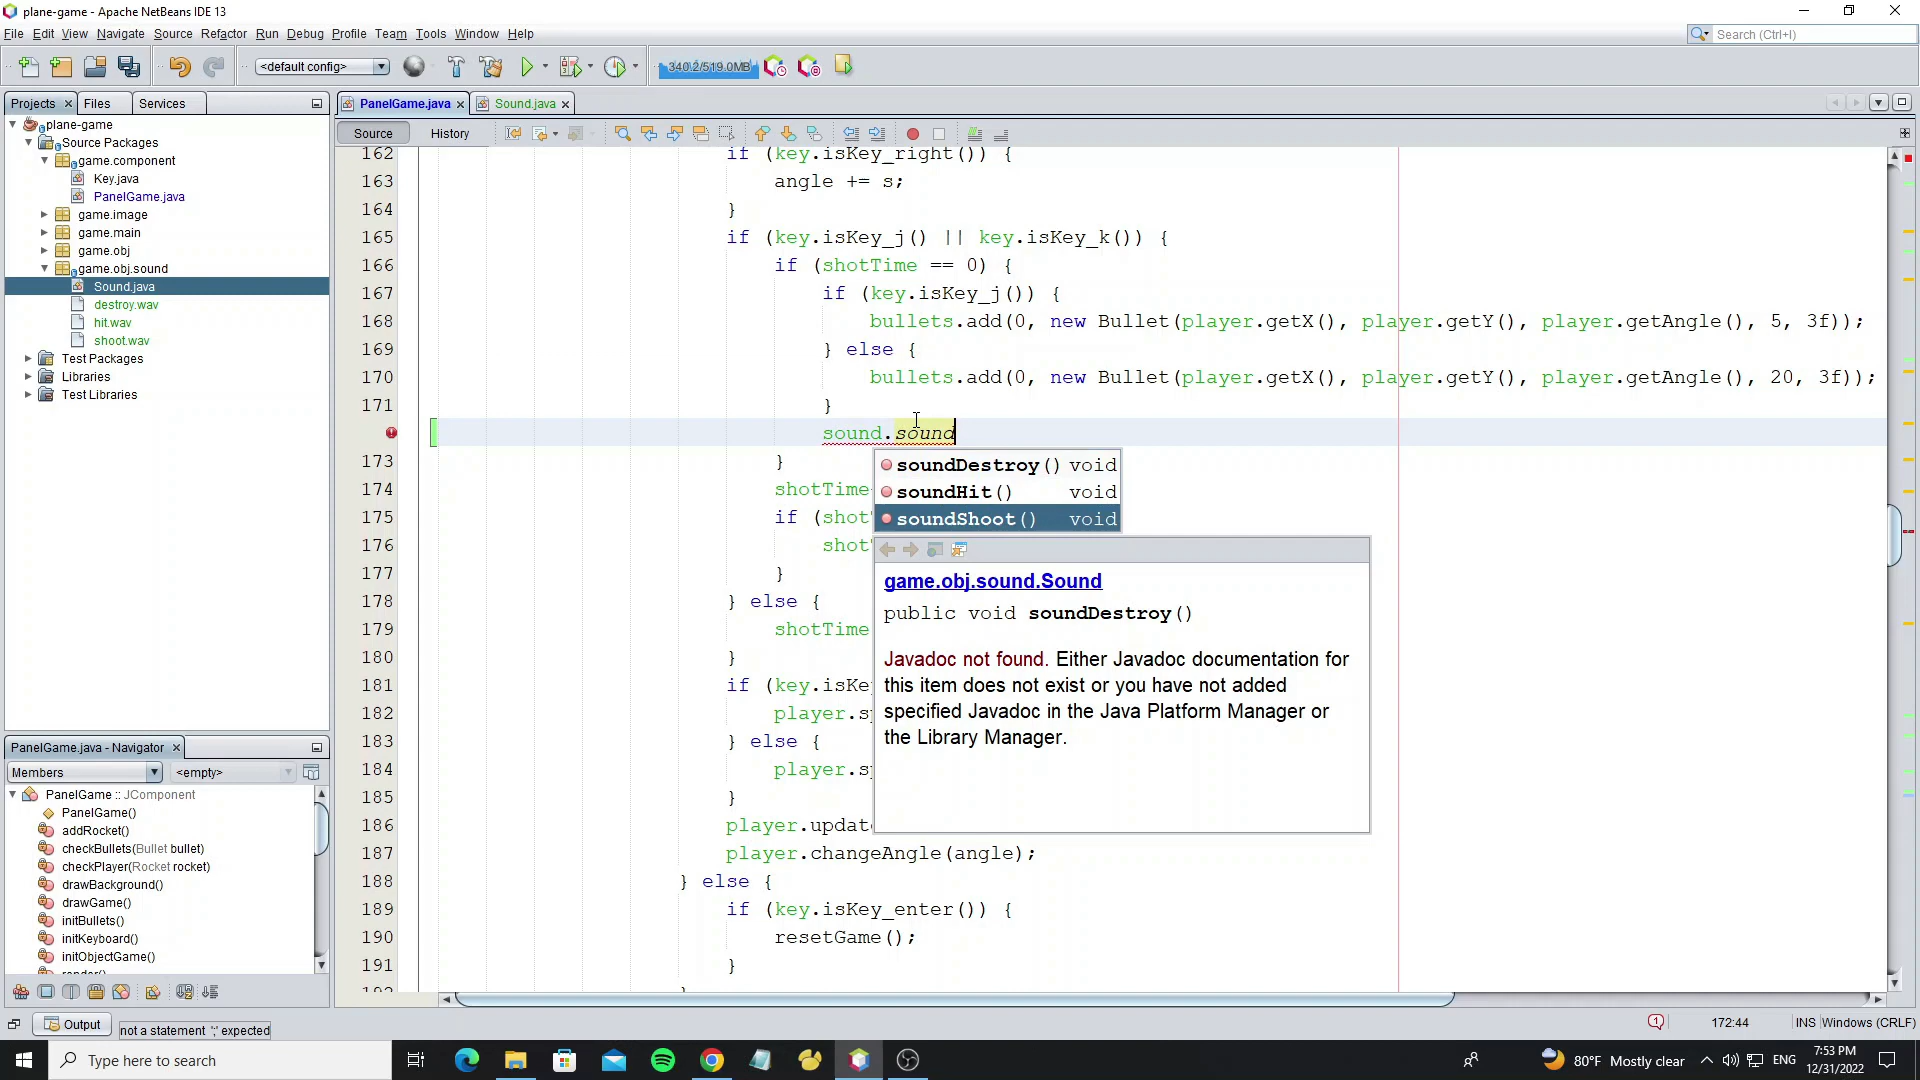 plane-game - Apache NetBeans IDE 13
File Edit View Navigate Source Refactor Run Debug Profile Team Tools Window Help
Search (Ctrl+I)
<default config>
340.2/519.0MB
Projects Files Services
plane-game
Source Packages
game.component
Key.java
PanelGame.java
game.image
game.main
game.obj
game.obj.sound
Sound.java
destroy.wav
hit.wav
shoot.wav
Test Packages
Libraries
Test Libraries
PanelGame.java - Navigator
Members
<empty>
PanelGame :: JComponent
PanelGame()
addRocket()
checkBullets(Bullet bullet)
checkPlayer(Rocket rocket)
drawBackground()
drawGame()
initBullets()
initKeyboard()
initObjectGame()
render()
PanelGame.java Sound.java
Source History
162 if (key.isKey_right()) {
163 angle += s;
164 }
165 if (key.isKey_j() || key.isKey_k()) {
166 if (shotTime == 0) {
167 if (key.isKey_j()) {
168 bullets.add(0, new Bullet(player.getX(), player.getY(), player.getAngle(), 5, 3f));
169 } else {
170 bullets.add(0, new Bullet(player.getX(), player.getY(), player.getAngle(), 20, 3f));
171 }
sound.sound
173 }
174 shotTime
175 if (shot
176 shot
177 }
178 } else {
179 shotTime
180 }
181 if (key.isKe
182 player.sp
183 } else {
184 player.sp
185 }
186 player.updat
187 player.changeAngle(angle);
188 } else {
189 if (key.isKey_enter()) {
190 resetGame();
191 }
soundDestroy() void
soundHit() void
soundShoot() void
game.obj.sound.Sound
public void soundDestroy()
Javadoc not found. Either Javadoc documentation for
this item does not exist or you have not added
specified Javadoc in the Java Platform Manager or
the Library Manager.
Output
not a statement ';' expected
1
172:44
INS Windows (CRLF)
Type here to search
80°F Mostly clear
ENG
7:53 PM
12/31/2022